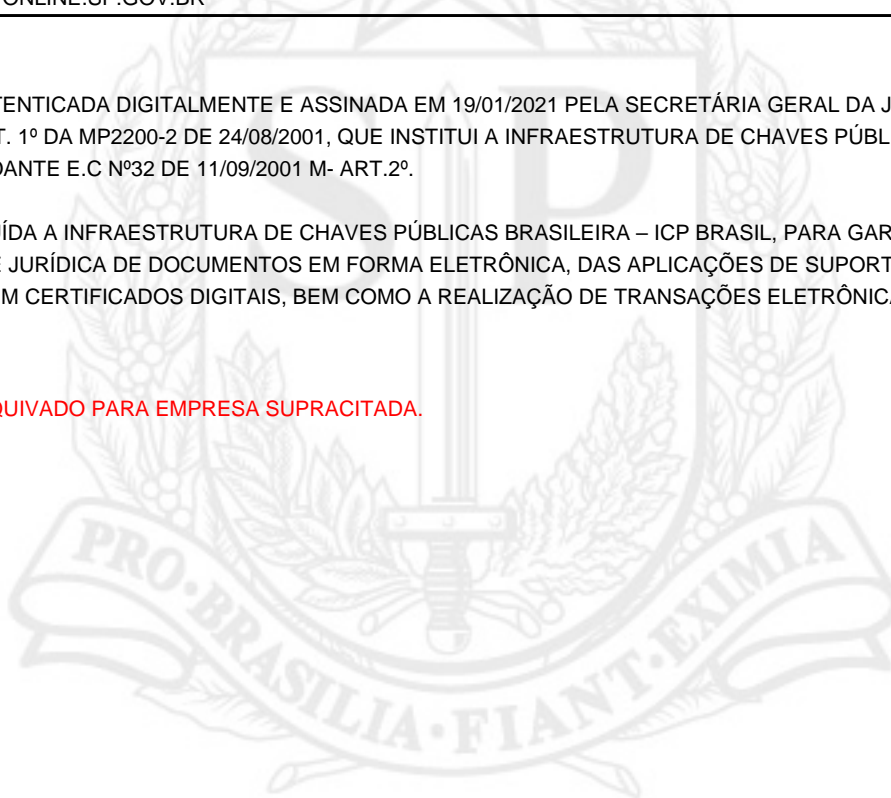 ONLINE.SP.GOV.BR
TENTICADA DIGITALMENTE E ASSINADA EM 19/01/2021 PELA SECRETÁRIA GERAL DA J
T. 1º DA MP2200-2 DE 24/08/2001, QUE INSTITUI A INFRAESTRUTURA DE CHAVES PÚBL
DANTE E.C Nº32 DE 11/09/2001 M- ART.2º.
ÍDA A INFRAESTRUTURA DE CHAVES PÚBLICAS BRASILEIRA – ICP BRASIL, PARA GAR
E JURÍDICA DE DOCUMENTOS EM FORMA ELETRÔNICA, DAS APLICAÇÕES DE SUPORT
M CERTIFICADOS DIGITAIS, BEM COMO A REALIZAÇÃO DE TRANSAÇÕES ELETRÔNICA
QUIVADO PARA EMPRESA SUPRACITADA.
SP
PRO·BRASILIA·FIANT·EXIMIA